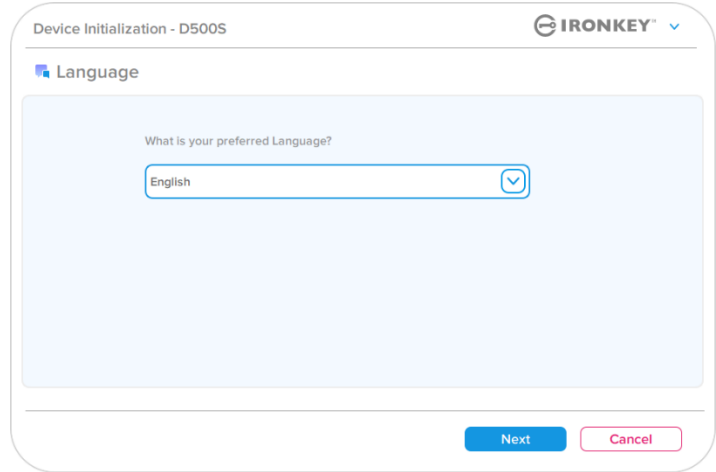 Device Initialization - D500S
IRONKEY™
Language
What is your preferred Language?
English
Next
Cancel